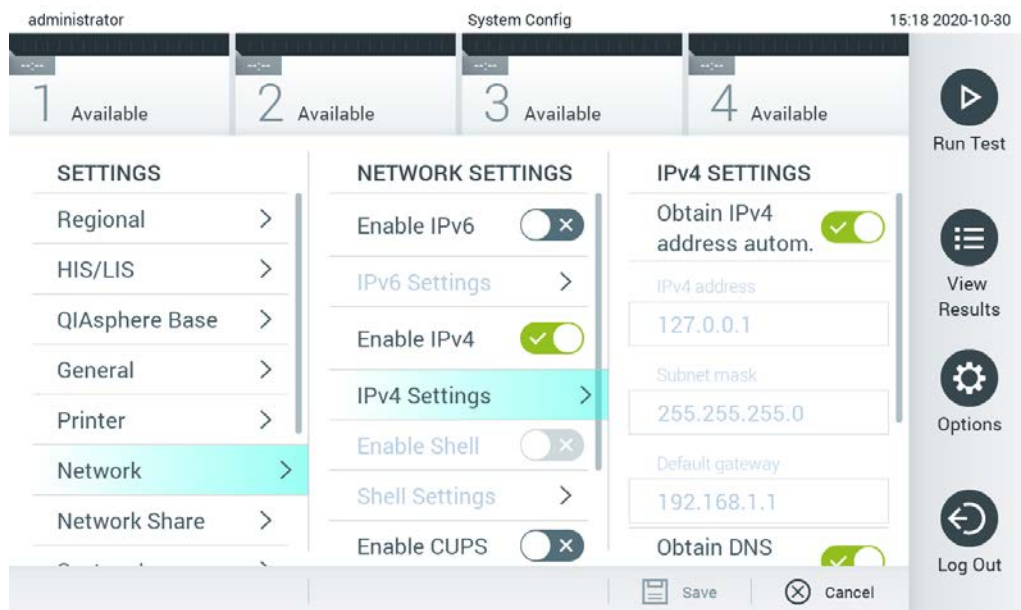 administrator
System Config
15:18 2020-10-30
--:--
--:--
--:--
--:--
1 Available
2 Available
3 Available
4 Available
Run Test
View
Results
Options
Log Out
SETTINGS
Regional
HIS/LIS
QIAsphere Base
General
Printer
Network
Network Share
NETWORK SETTINGS
Enable IPv6
IPv6 Settings
Enable IPv4
IPv4 Settings
Enable Shell
Shell Settings
Enable CUPS
IPv4 SETTINGS
Obtain IPv4
address autom.
IPv4 address
127.0.0.1
Subnet mask
255.255.255.0
Default gateway
192.168.1.1
Obtain DNS
Save
Cancel